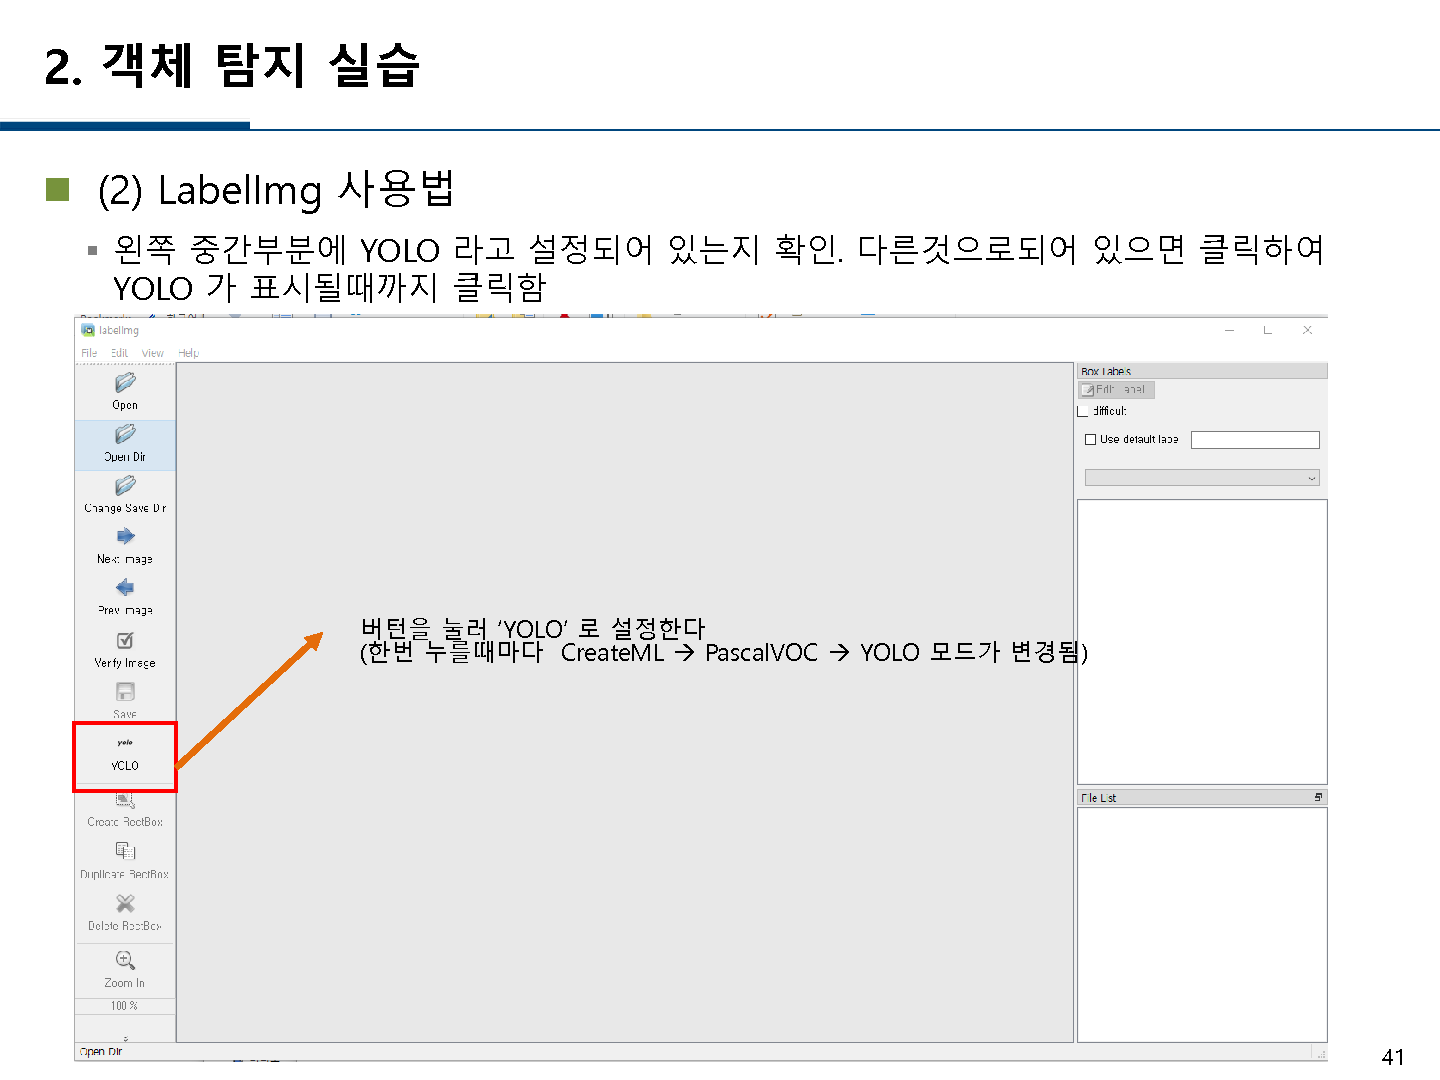 2. 객체 탐지 실습
(2) LabelImg 사용법
왼쪽 중간부분에 YOLO 라고 설정되어 있는지 확인. 다른것으로되어 있으면 클릭하여
YOLO 가 표시될때까지 클릭함
labelImg
File Edit View Help
Open
Open Dir
Change Save Dir
Next Image
Prev Image
Verify Image
Save
yolo
YOLO
Create RectBox
Duplicate RectBox
Delete RectBox
Zoom In
100 %
Open Dir
버턴을 눌러 ‘YOLO’ 로 설정한다
(한번 누를때마다 CreateML → PascalVOC → YOLO 모드가 변경됨)
Box Labels
Edit Label
difficult
Use default label
File List
41